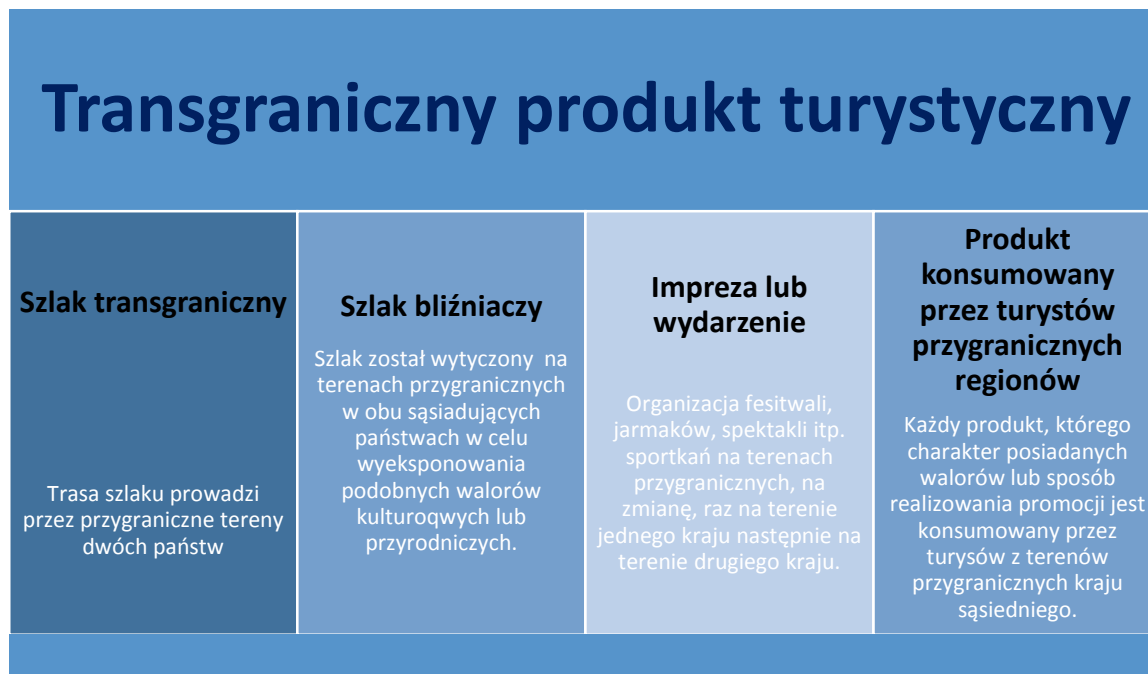 Transgraniczny produkt turystyczny
Szlak transgraniczny
Trasa szlaku prowadzi
przez przygraniczne tereny
dwóch państw
Szlak bliźniaczy
Szlak został wytyczony na
terenach przygranicznych
w obu sąsiadujących
państwach w celu
wyeksponowania
podobnych walorów
kulturoqwych lub
przyrodniczych.
Impreza lub
wydarzenie
Organizacja fesitwali,
jarmaków, spektakli itp.
sportkań na terenach
przygranicznych, na
zmianę, raz na terenie
jednego kraju następnie na
terenie drugiego kraju.
Produkt
konsumowany
przez turystów
przygranicznych
regionów
Każdy produkt, którego
charakter posiadanych
walorów lub sposób
realizowania promocji jest
konsumowany przez
turysów z terenów
przygranicznych kraju
sąsiedniego.